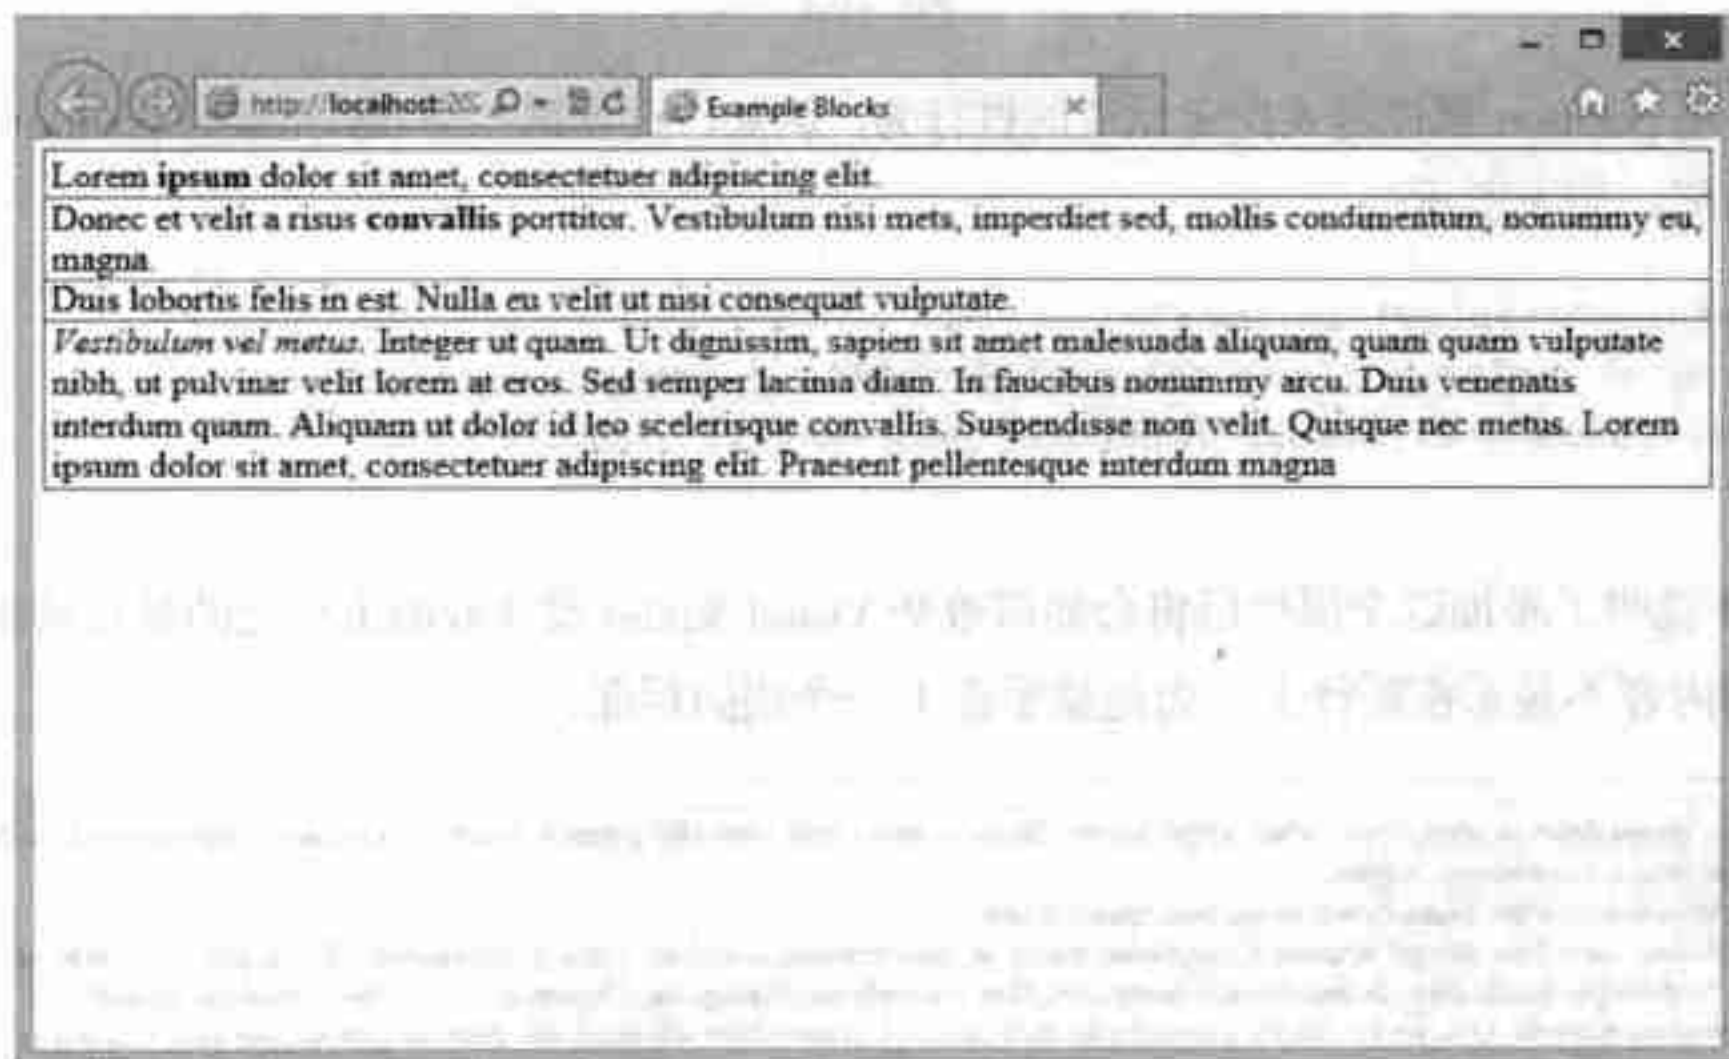 http://localhost:20
Example Blocks
Lorem ipsum dolor sit amet, consectetuer adipiscing elit.
Donec et velit a risus convallis porttitor. Vestibulum nisi mets, imperdiet sed, mollis condimentum, nonummy eu,
magna.
Duis lobortis felis in est. Nulla eu velit ut nisi consequat vulputate.
Vestibulum vel metus. Integer ut quam. Ut dignissim, sapien sit amet malesuada aliquam, quam quam vulputate
nibh, ut pulvinar velit lorem at eros. Sed semper lacinia diam. In faucibus nonummy arcu. Duis venenatis
interdum quam. Aliquam ut dolor id leo scelerisque convallis. Suspendisse non velit. Quisque nec metus. Lorem
ipsum dolor sit amet, consectetuer adipiscing elit. Praesent pellentesque interdum magna